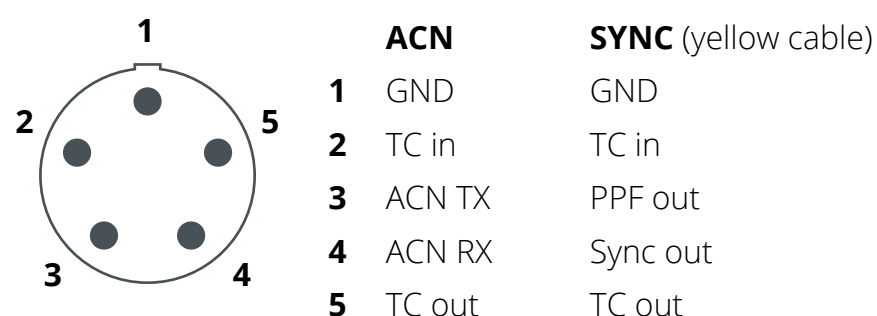 1
2
5
3
4
ACN SYNC (yellow cable)
1 GND GND
2 TC in TC in
3 ACN TX PPF out
4 ACN RX Sync out
5 TC out TC out